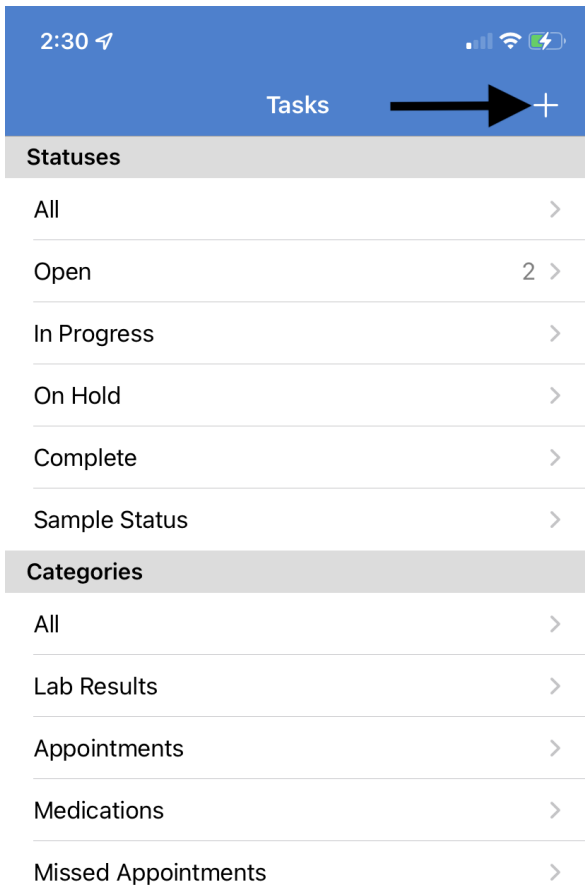 2:30
Tasks
Statuses
All
Open 2
In Progress
On Hold
Complete
Sample Status
Categories
All
Lab Results
Appointments
Medications
Missed Appointments